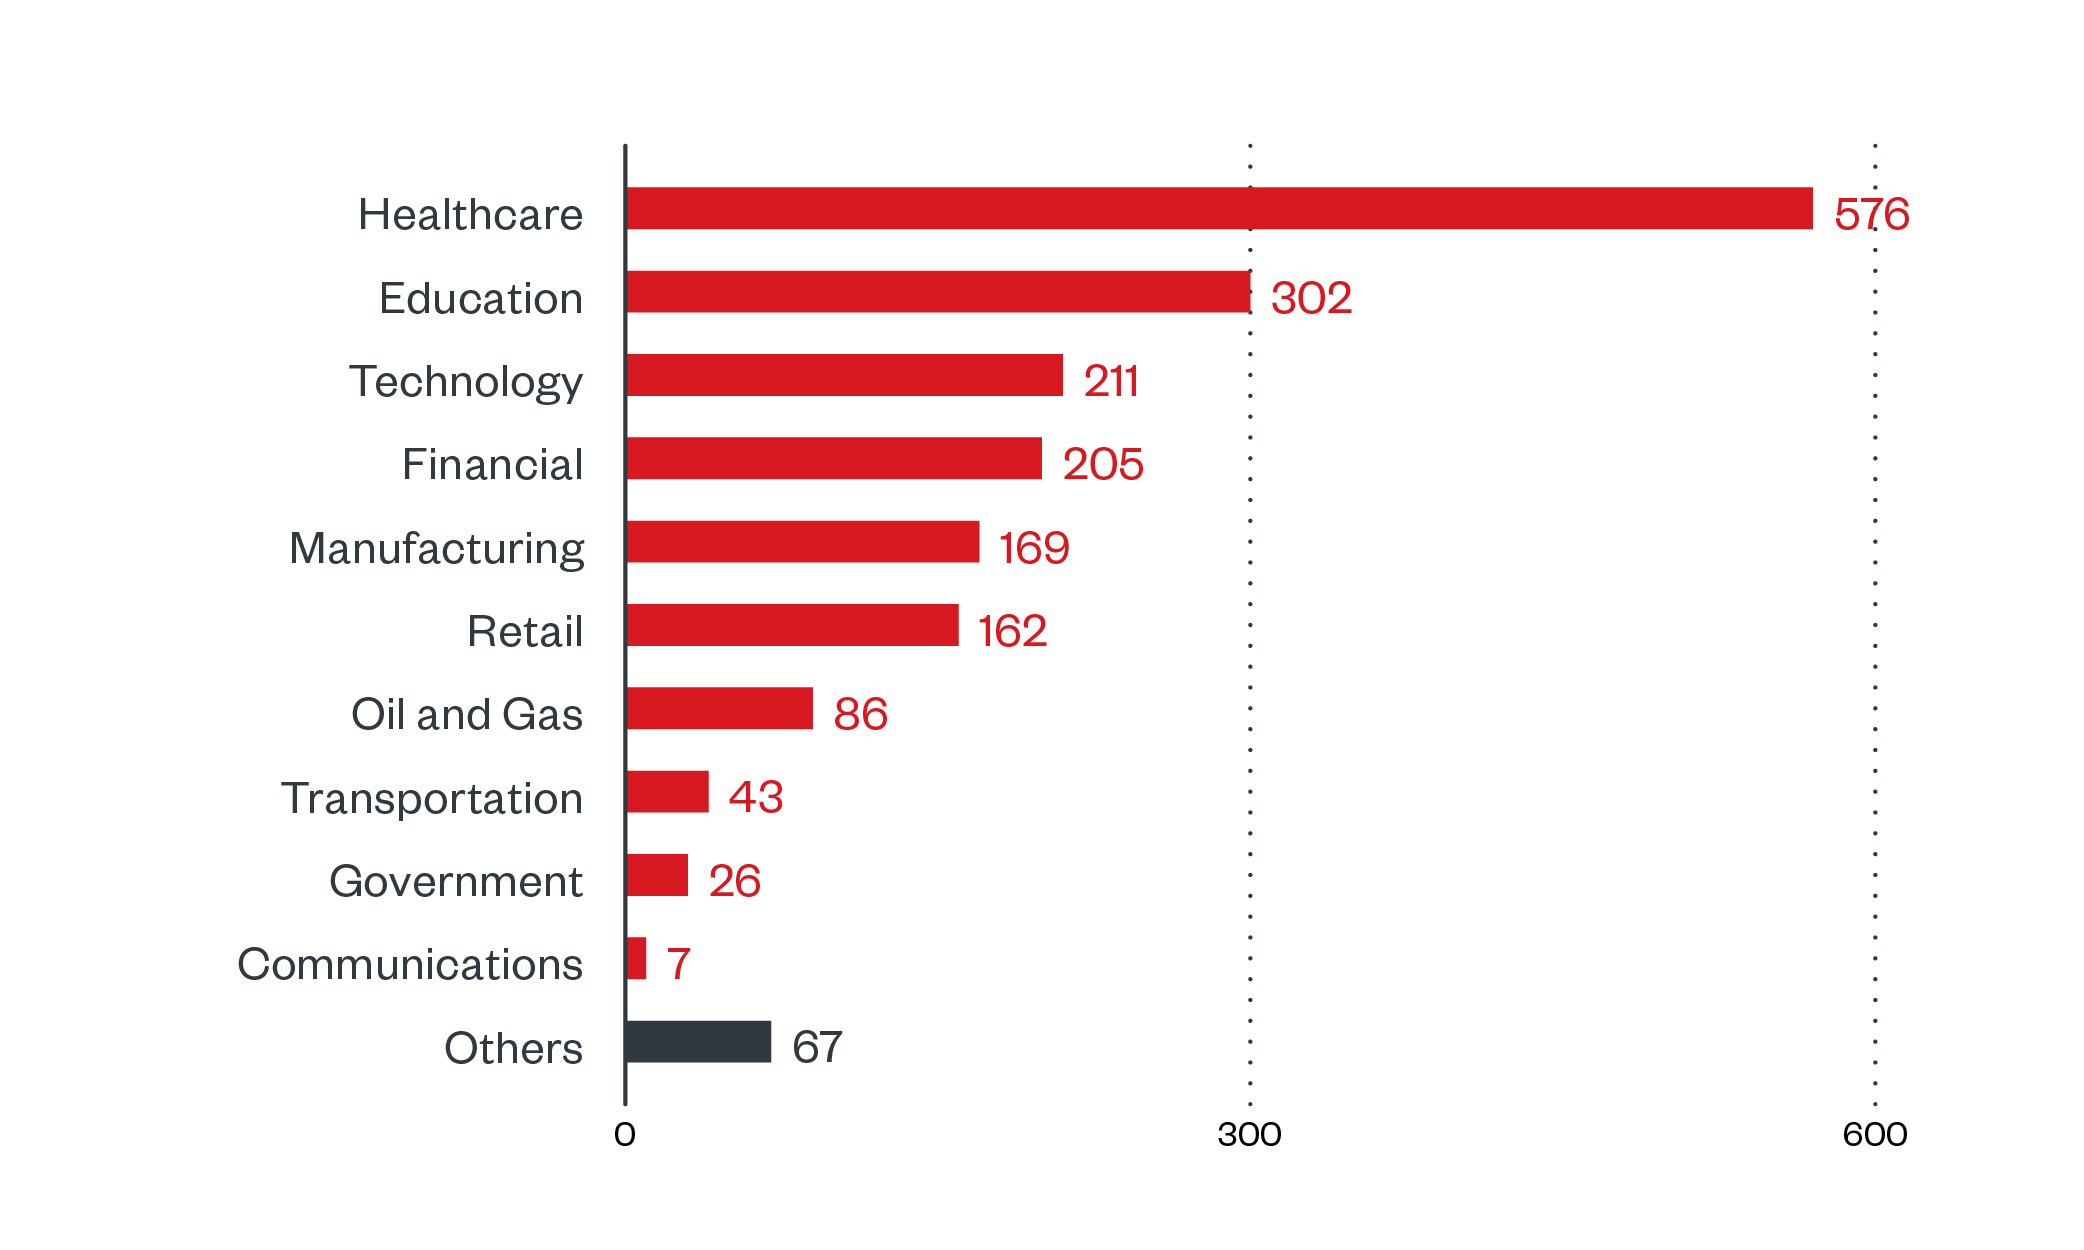 Healthcare 576
Education 302
Technology 211
Financial 205
Manufacturing 169
Retail 162
Oil and Gas 86
Transportation 43
Government 26
Communications 7
Others 67
0 300 600